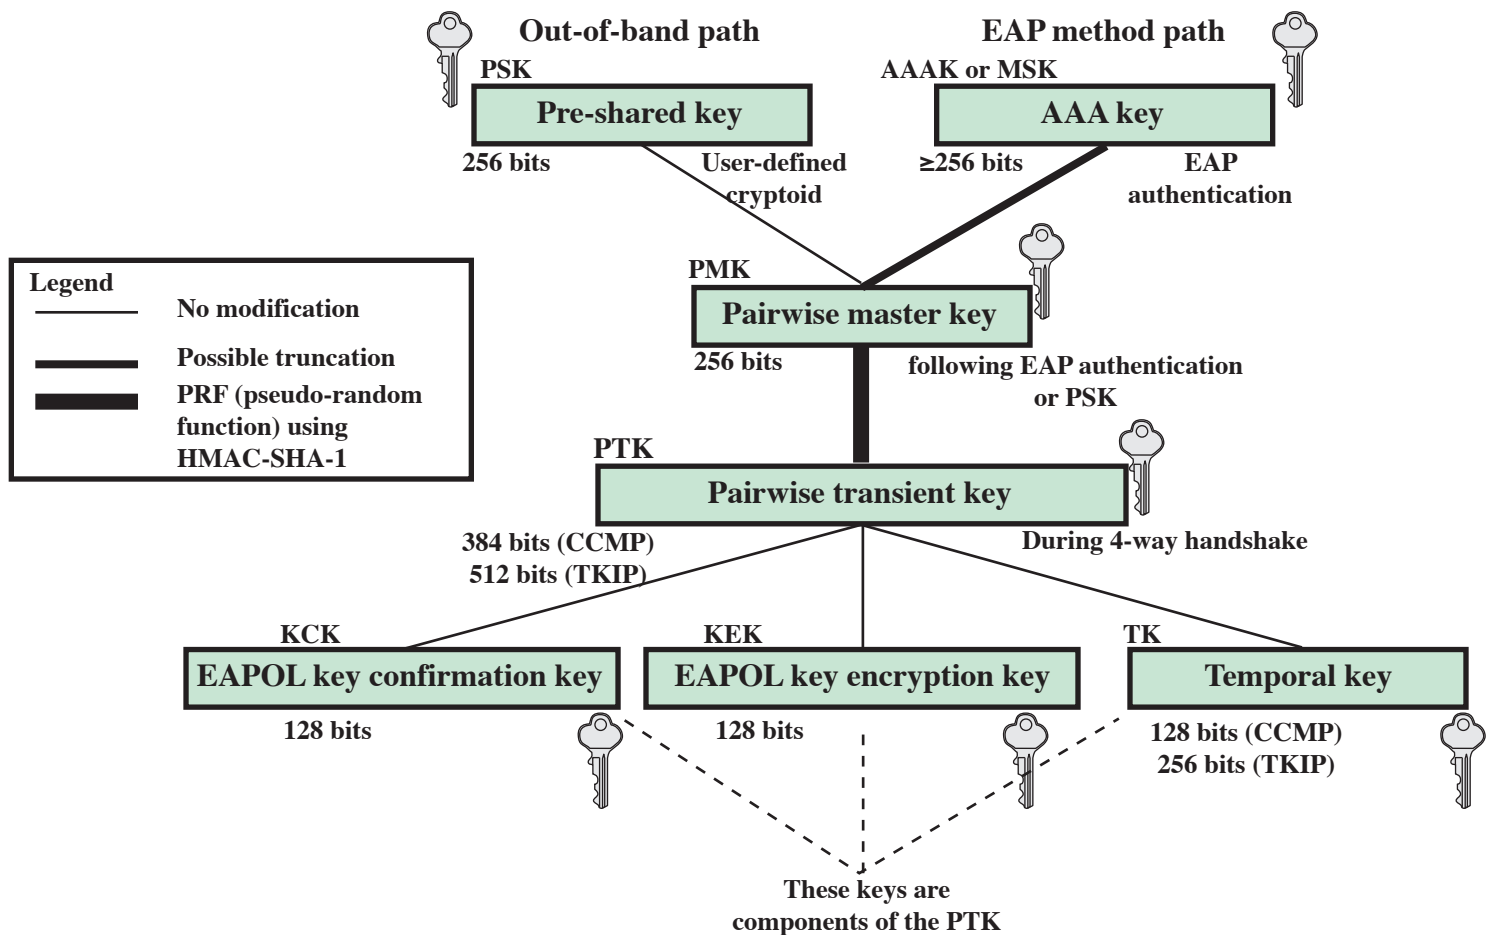 Out-of-band path
EAP method path
PSK
AAAK or MSK
Pre-shared key
AAA key
256 bits
User-defined
cryptoid
≥256 bits
EAP
authentication
PMK
Pairwise master key
256 bits
following EAP authentication
or PSK
Legend
No modification
Possible truncation
PRF (pseudo-random
function) using
HMAC-SHA-1
PTK
Pairwise transient key
384 bits (CCMP)
512 bits (TKIP)
During 4-way handshake
KCK
KEK
TK
EAPOL key confirmation key
EAPOL key encryption key
Temporal key
128 bits
128 bits
128 bits (CCMP)
256 bits (TKIP)
These keys are
components of the PTK